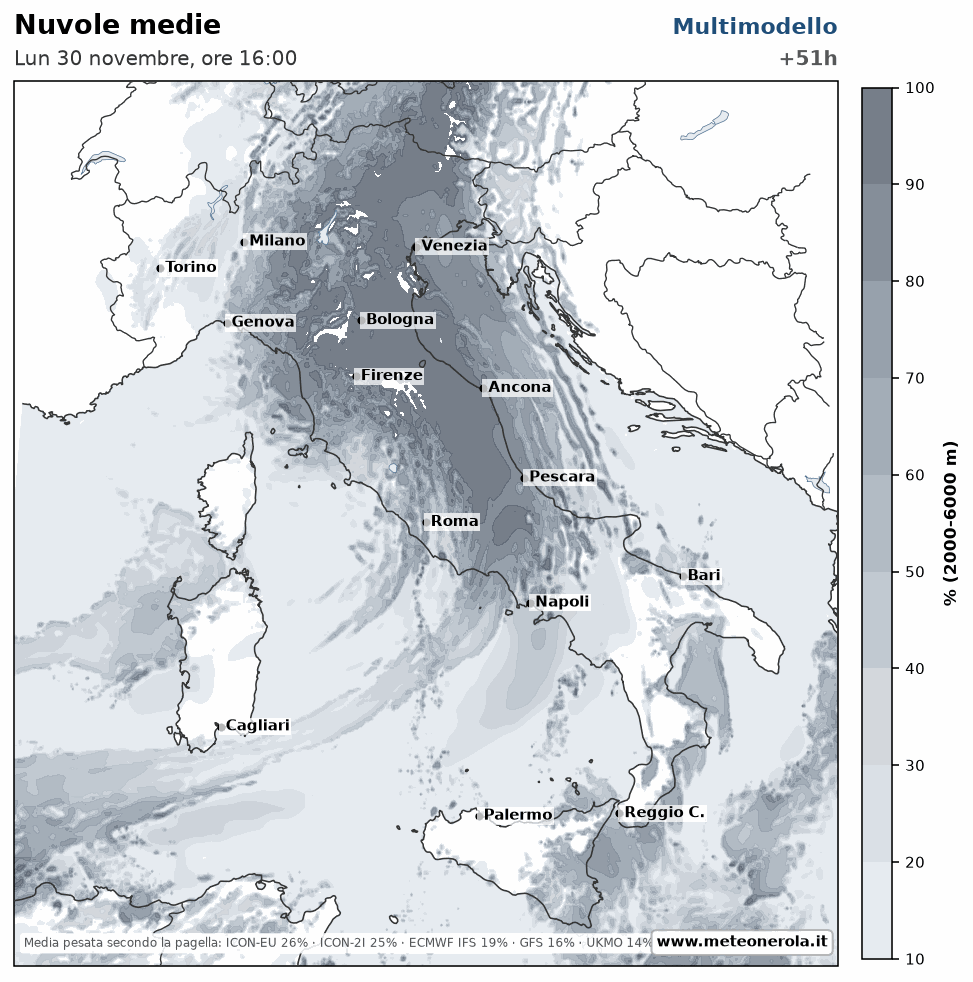 Nuvole medie
Multimodello
Lun 30 novembre, ore 16:00
+51h
100
90
80
70
60
50
40
30
20
10
% (2000-6000 m)
Milano
Venezia
Torino
Genova
Bologna
Firenze
Ancona
Pescara
Roma
Bari
Napoli
Cagliari
Palermo
Reggio C.
Media pesata secondo la pagella: ICON-EU 26% · ICON-2I 25% · ECMWF IFS 19% · GFS 16% · UKMO 14%
www.meteonerola.it